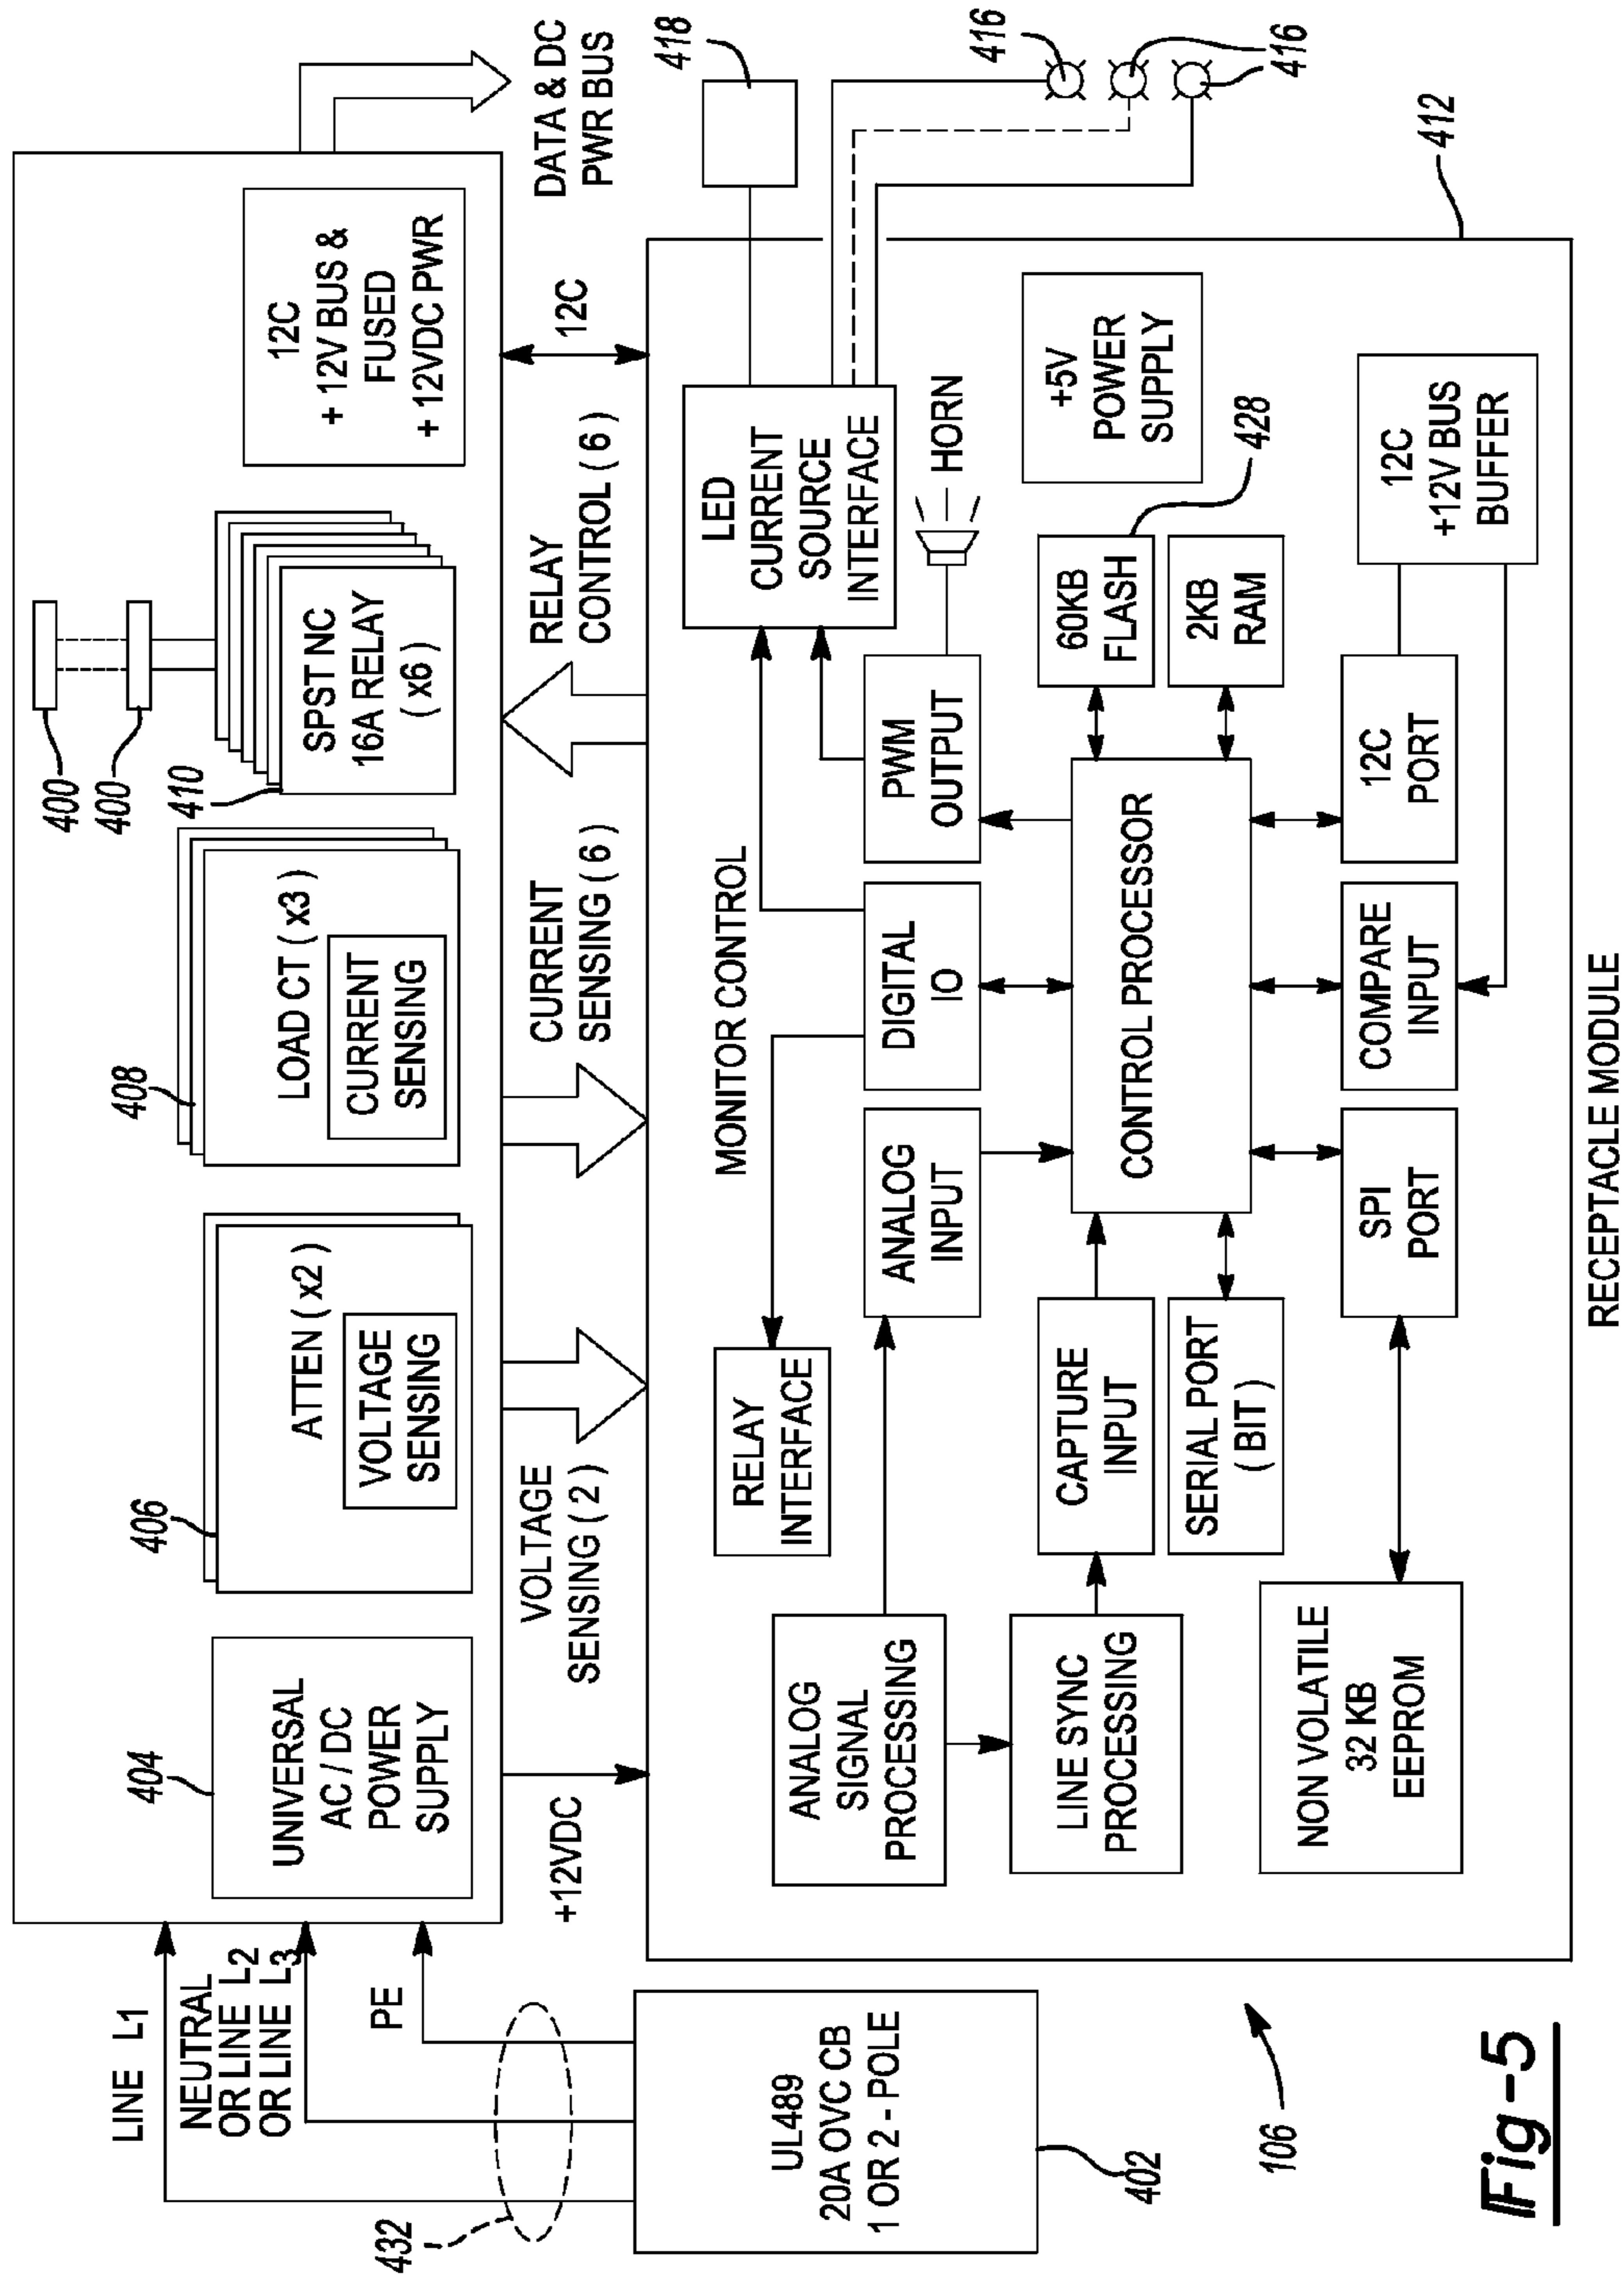 LINE L1
NEUTRAL
OR LINE L2
OR LINE L3
PE
432
UL489
20A OVC CB
1 OR 2 - POLE
402
404
UNIVERSAL
AC / DC
POWER
SUPPLY
406
ATTEN ( x2 )
VOLTAGE
SENSING
408
LOAD CT ( x3 )
CURRENT
SENSING
400
400
410
SPST NC
16A RELAY
( x6 )
12C
+ 12V BUS &
FUSED
+ 12VDC PWR
DATA & DC
PWR BUS
+12VDC
VOLTAGE
SENSING ( 2 )
CURRENT
SENSING ( 6 )
RELAY
CONTROL ( 6 )
12C
418
416
416
412
MONITOR CONTROL
RELAY
INTERFACE
LED
CURRENT
SOURCE
INTERFACE
ANALOG
SIGNAL
PROCESSING
ANALOG
INPUT
DIGITAL
IO
PWM
OUTPUT
HORN
LINE SYNC
PROCESSING
CAPTURE
INPUT
CONTROL PROCESSOR
60KB
FLASH
428
+5V
POWER
SUPPLY
SERIAL PORT
( BIT )
2KB
RAM
NON VOLATILE
32 KB
EEPROM
SPI
PORT
COMPARE
INPUT
12C
PORT
12C
+12V BUS
BUFFER
RECEPTACLE MODULE
106
Fig-5